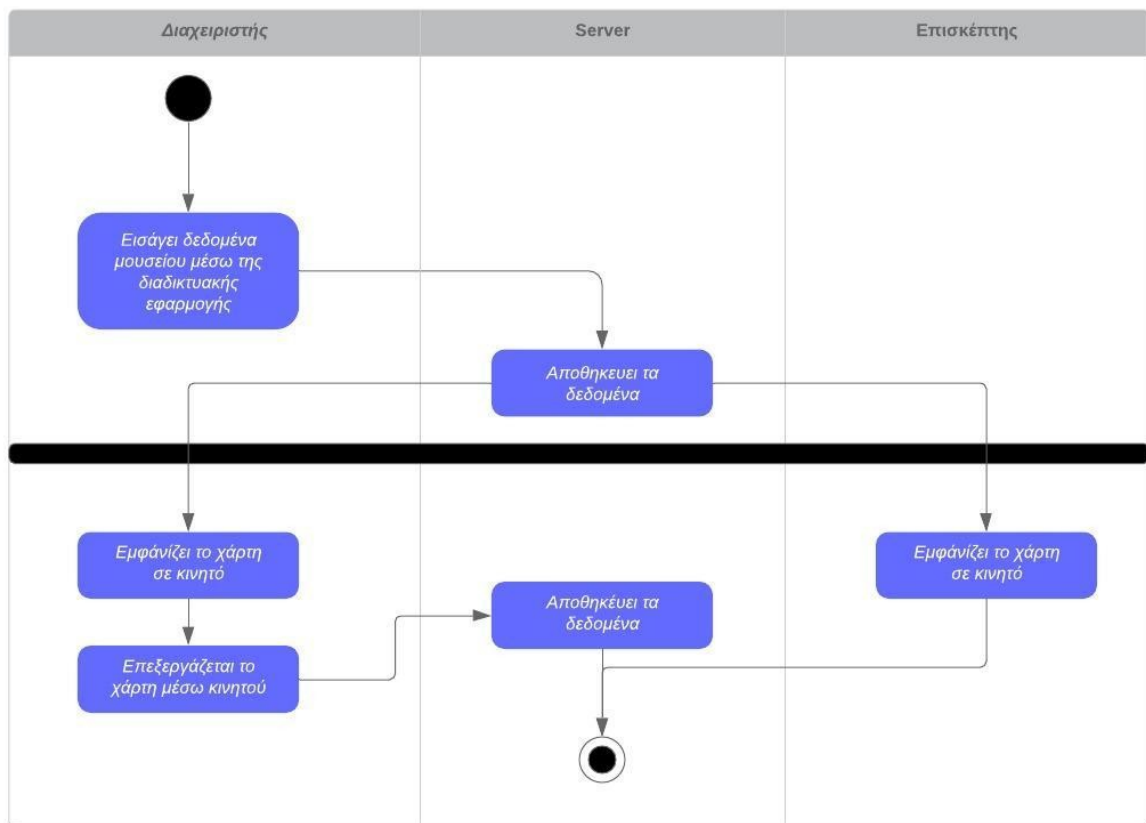 Διαχειριστής
Server
Επισκέπτης
Εισάγει δεδομένα
μουσείου μέσω της
διαδικτυακής
εφαρμογής
Αποθηκευει τα
δεδομένα
Εμφάνίζει το χάρτη
σε κινητό
Εμφάνίζει το χάρτη
σε κινητό
Αποθηκέυει τα
δεδομένα
Επεξεργάζεται το
χάρτη μέσω κινητού